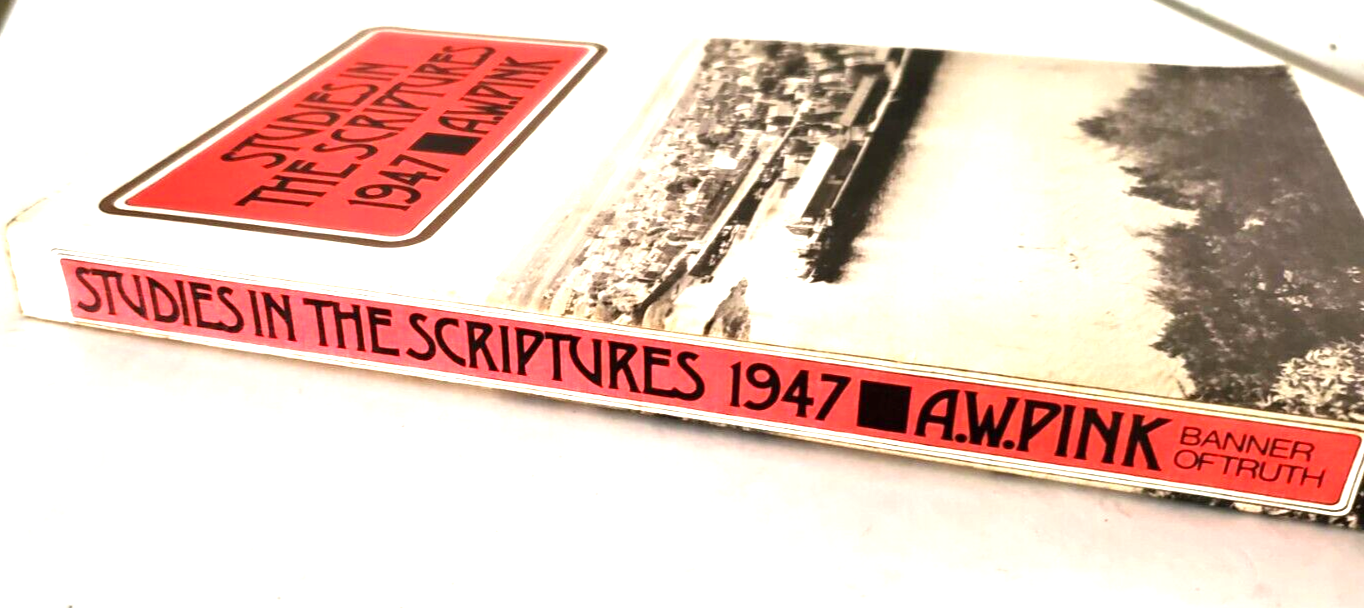 STUDIES IN
THE SCRIPTURES
1947 ■ A.W.PINK
STUDIES IN THE SCRIPTURES 1947 ■ A.W.PINK
BANNER
OF TRUTH